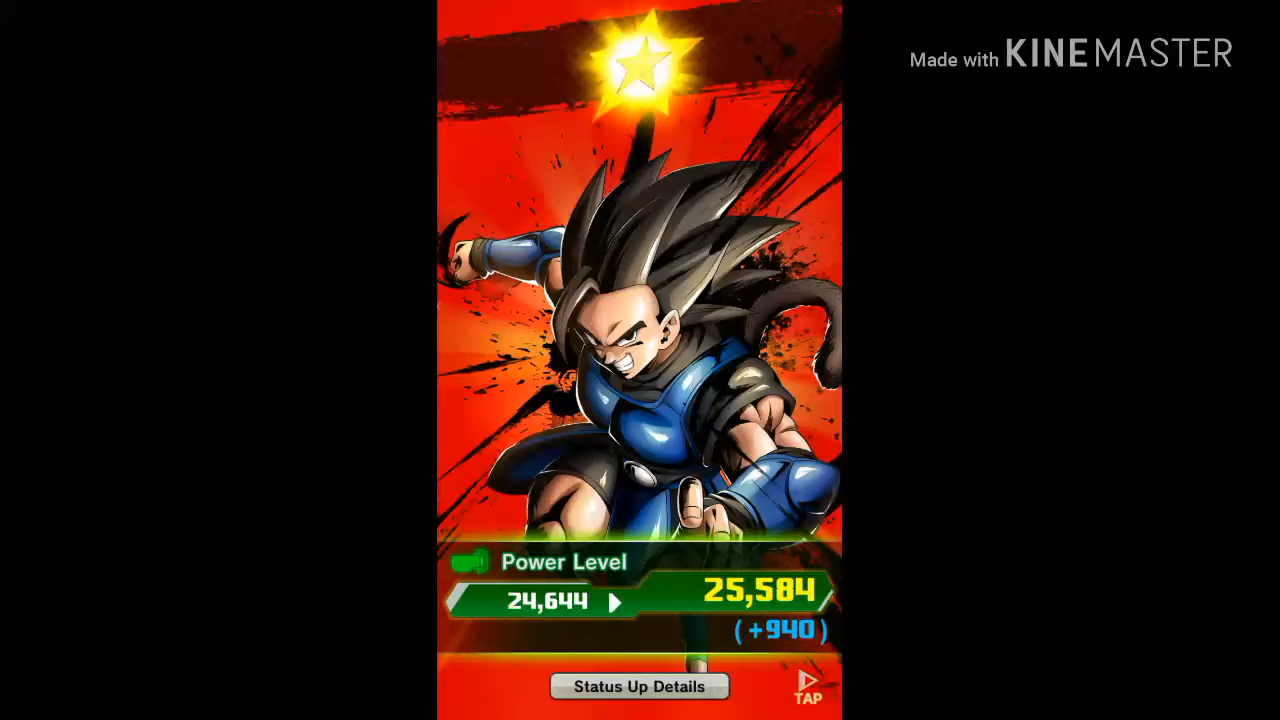 Made with KINEMASTER
Power Level
24,644
25,584
(+940)
Status Up Details
TAP